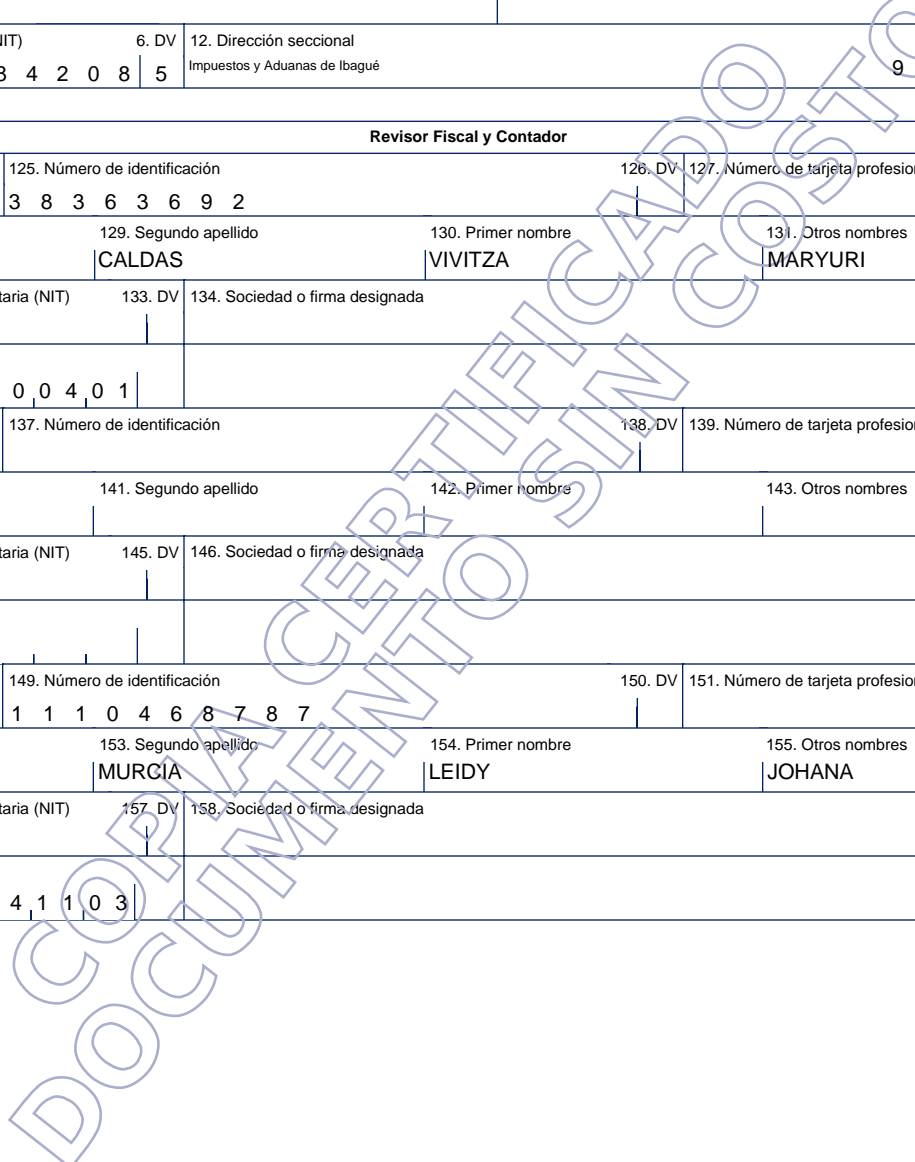 IIT) 6. DV 12. Dirección seccional
3 4 2 0 8 5 Impuestos y Aduanas de Ibagué 9
Revisor Fiscal y Contador
125. Número de identificación 126. DV 127. Número de tarjeta profesion
3 8 3 6 3 6 9 2
129. Segundo apellido 130. Primer nombre 131. Otros nombres
CALDAS VIVITZA MARYURI
taria (NIT) 133. DV 134. Sociedad o firma designada
0 0 4 0 1
137. Número de identificación 138. DV 139. Número de tarjeta profesion
141. Segundo apellido 142. Primer nombre 143. Otros nombres
taria (NIT) 145. DV 146. Sociedad o firma designada
149. Número de identificación 150. DV 151. Número de tarjeta profesion
1 1 1 0 4 6 8 7 8 7
153. Segundo apellido 154. Primer nombre 155. Otros nombres
MURCIA LEIDY JOHANA
taria (NIT) 157. DV 158. Sociedad o firma designada
4 1 1 0 3
COPIA CERTIFICADO
DOCUMENTO SIN COSTO